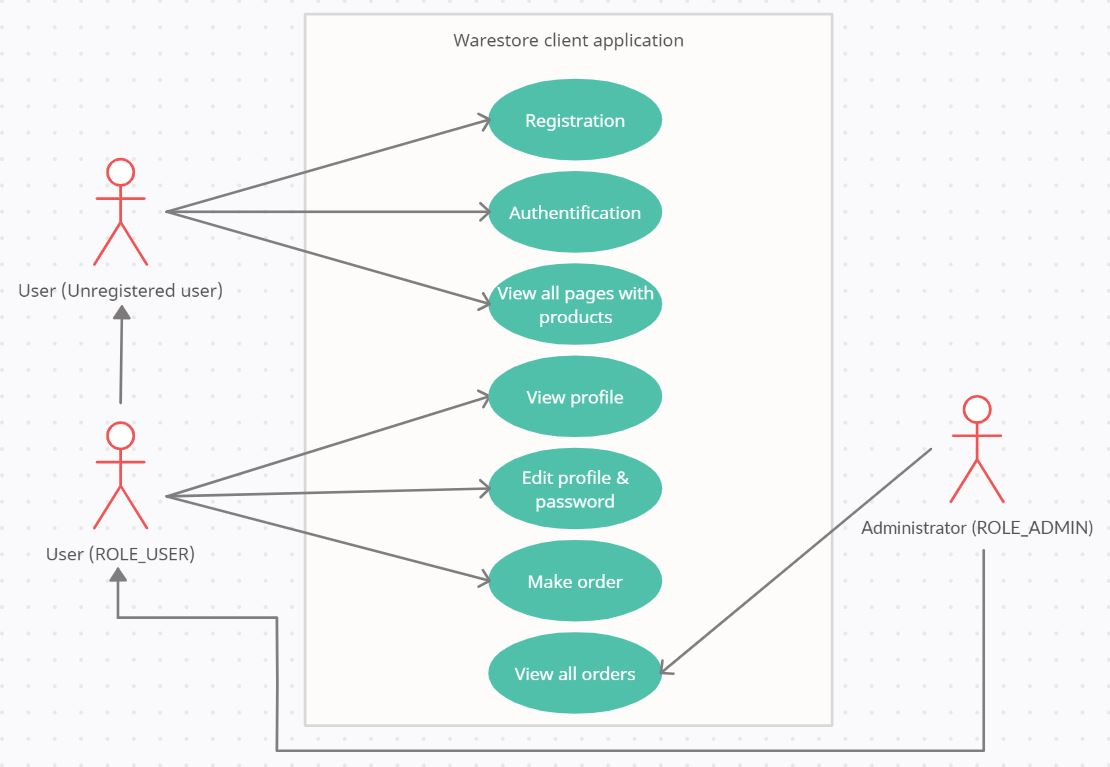 Warestore client application
Registration
Authentification
View all pages with
products
View profile
Edit profile &
password
Make order
View all orders
User (Unregistered user)
User (ROLE_USER)
Administrator (ROLE_ADMIN)